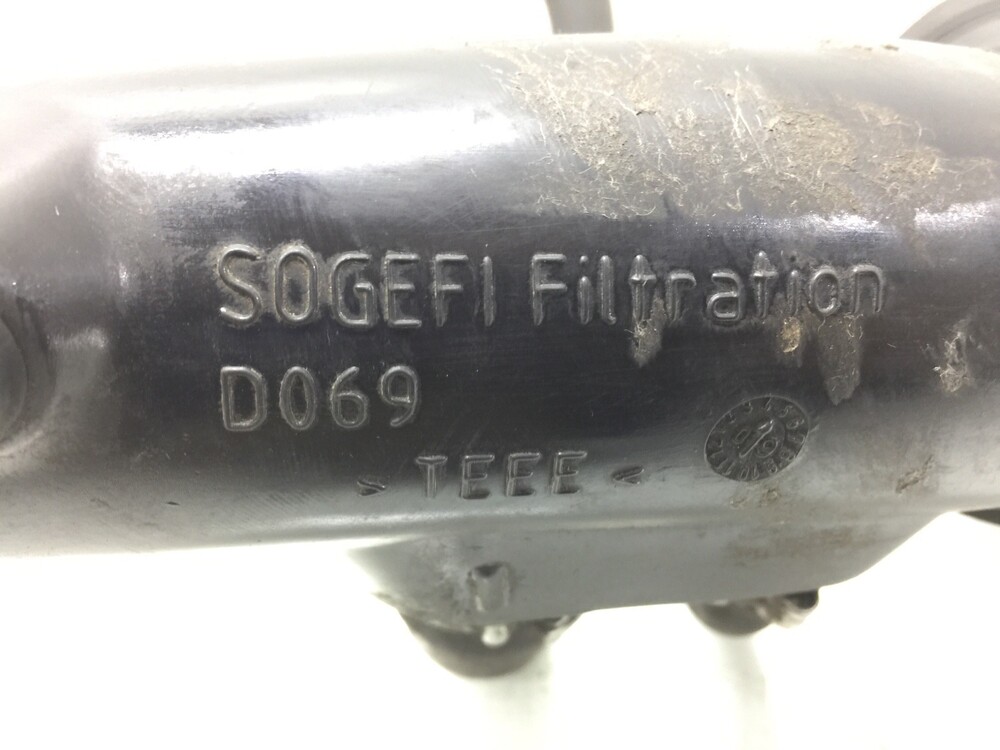 SOGEFI Filtration
D069
> TEEE <